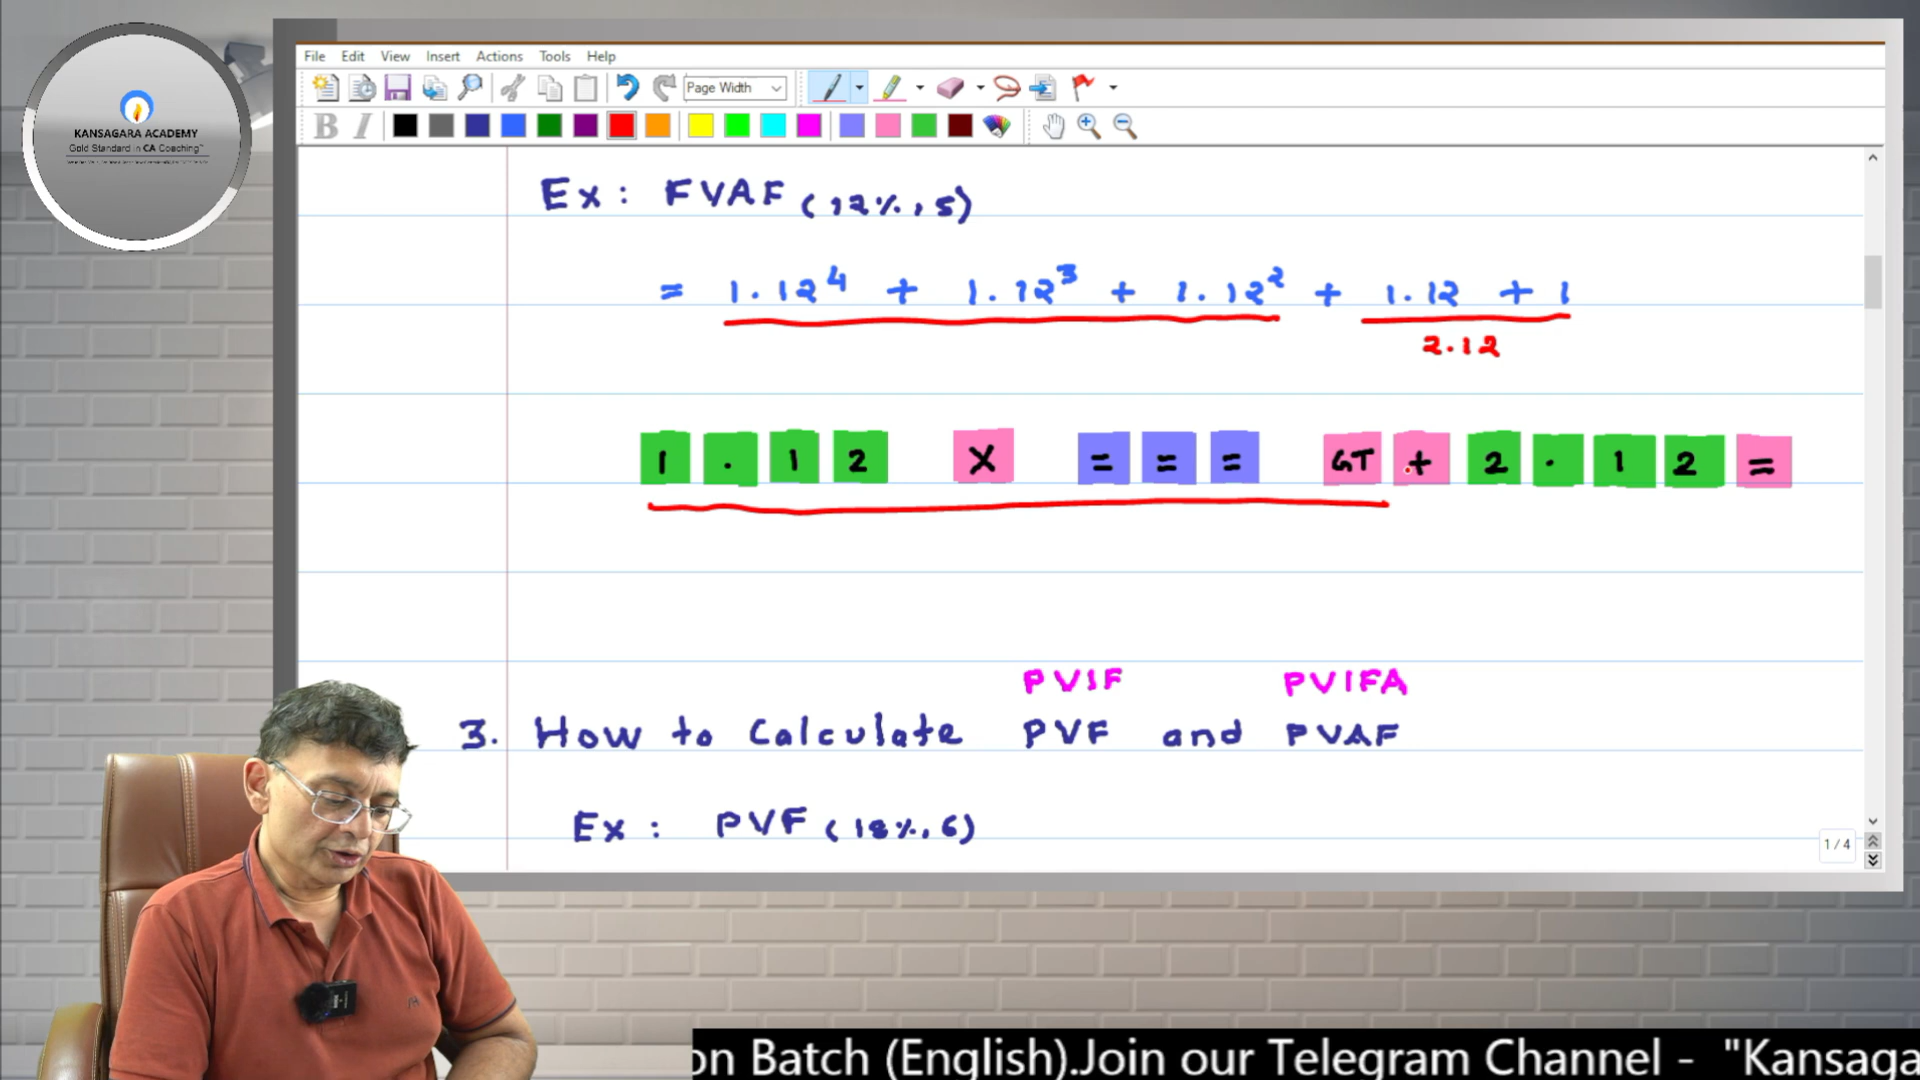 KANSAGARA ACADEMY
Gold Standard in CA Coaching™
File Edit View Insert Actions Tools Help
Page Width
B I
Ex : FVAF (12%, 5)
= 1.12⁴ + 1.12³ + 1.12² + 1.12 + 1
2.12
1 . 1 2 X = = = GT + 2 . 1 2 =
PVIF PVIFA
3. How to Calculate PVF and PVAF
Ex : PVF (18%, 6)
1 / 4
on Batch (English).Join our Telegram Channel - "Kansaga